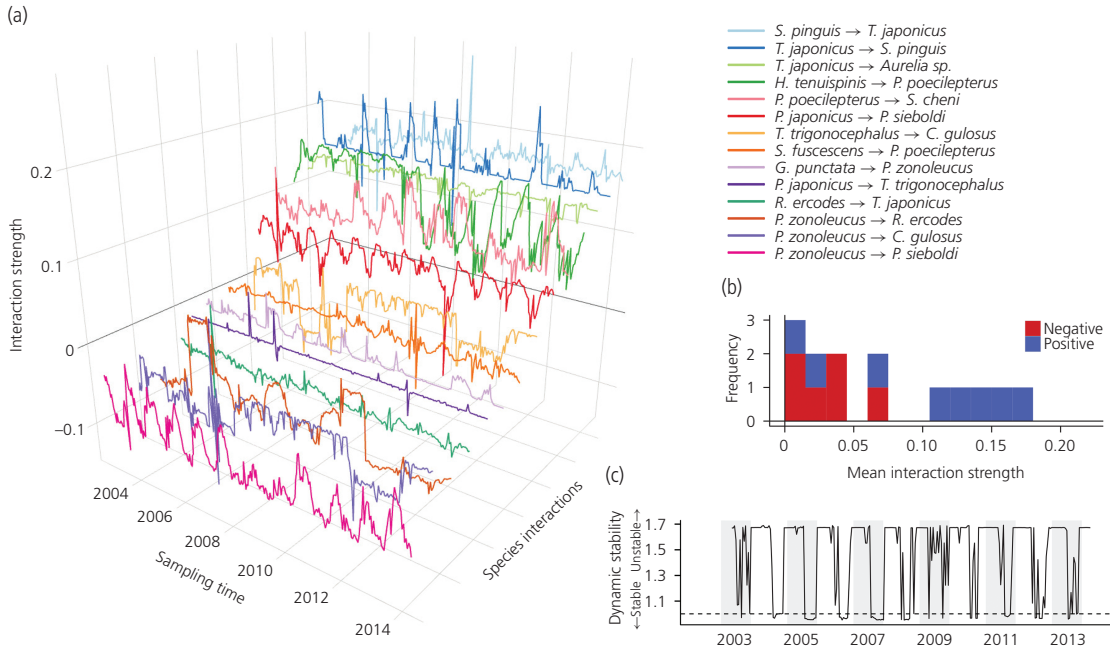 (a)
0.2
0.1
0
−0.1
Interaction strength
2004
2006
2008
2010
2012
2014
Sampling time
Species interactions
S. pinguis → T. japonicus
T. japonicus → S. pinguis
T. japonicus → Aurelia sp.
H. tenuispinis → P. poecilepterus
P. poecilepterus → S. cheni
P. japonicus → P. sieboldi
T. trigonocephalus → C. gulosus
S. fuscescens → P. poecilepterus
G. punctata → P. zonoleucus
P. japonicus → T. trigonocephalus
R. ercodes → T. japonicus
P. zonoleucus → R. ercodes
P. zonoleucus → C. gulosus
P. zonoleucus → P. sieboldi
(b)
Frequency
3
2
1
0
Negative
Positive
0 0.05 0.10 0.15 0.20
Mean interaction strength
(c)
Dynamic stability
←Stable Unstable→
1.7
1.5
1.3
1.1
2003 2005 2007 2009 2011 2013